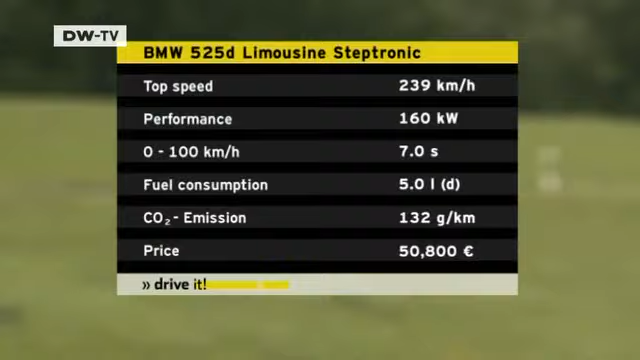 DW-TV
BMW 525d Limousine Steptronic
Top speed 239 km/h
Performance 160 kW
0 - 100 km/h 7.0 s
Fuel consumption 5.0 l (d)
CO₂ - Emission 132 g/km
Price 50,800 €
» drive it!